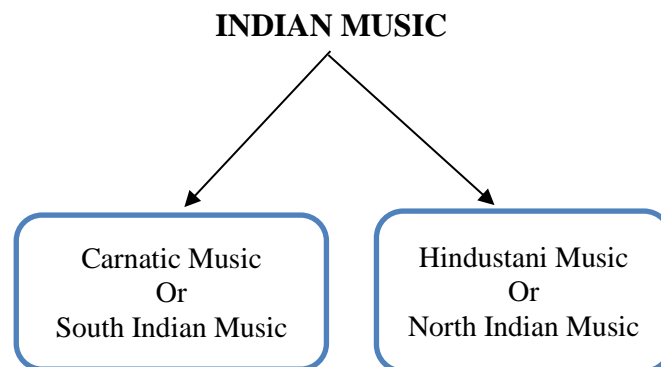 INDIAN MUSIC
Carnatic Music
Or
South Indian Music
Hindustani Music
Or
North Indian Music